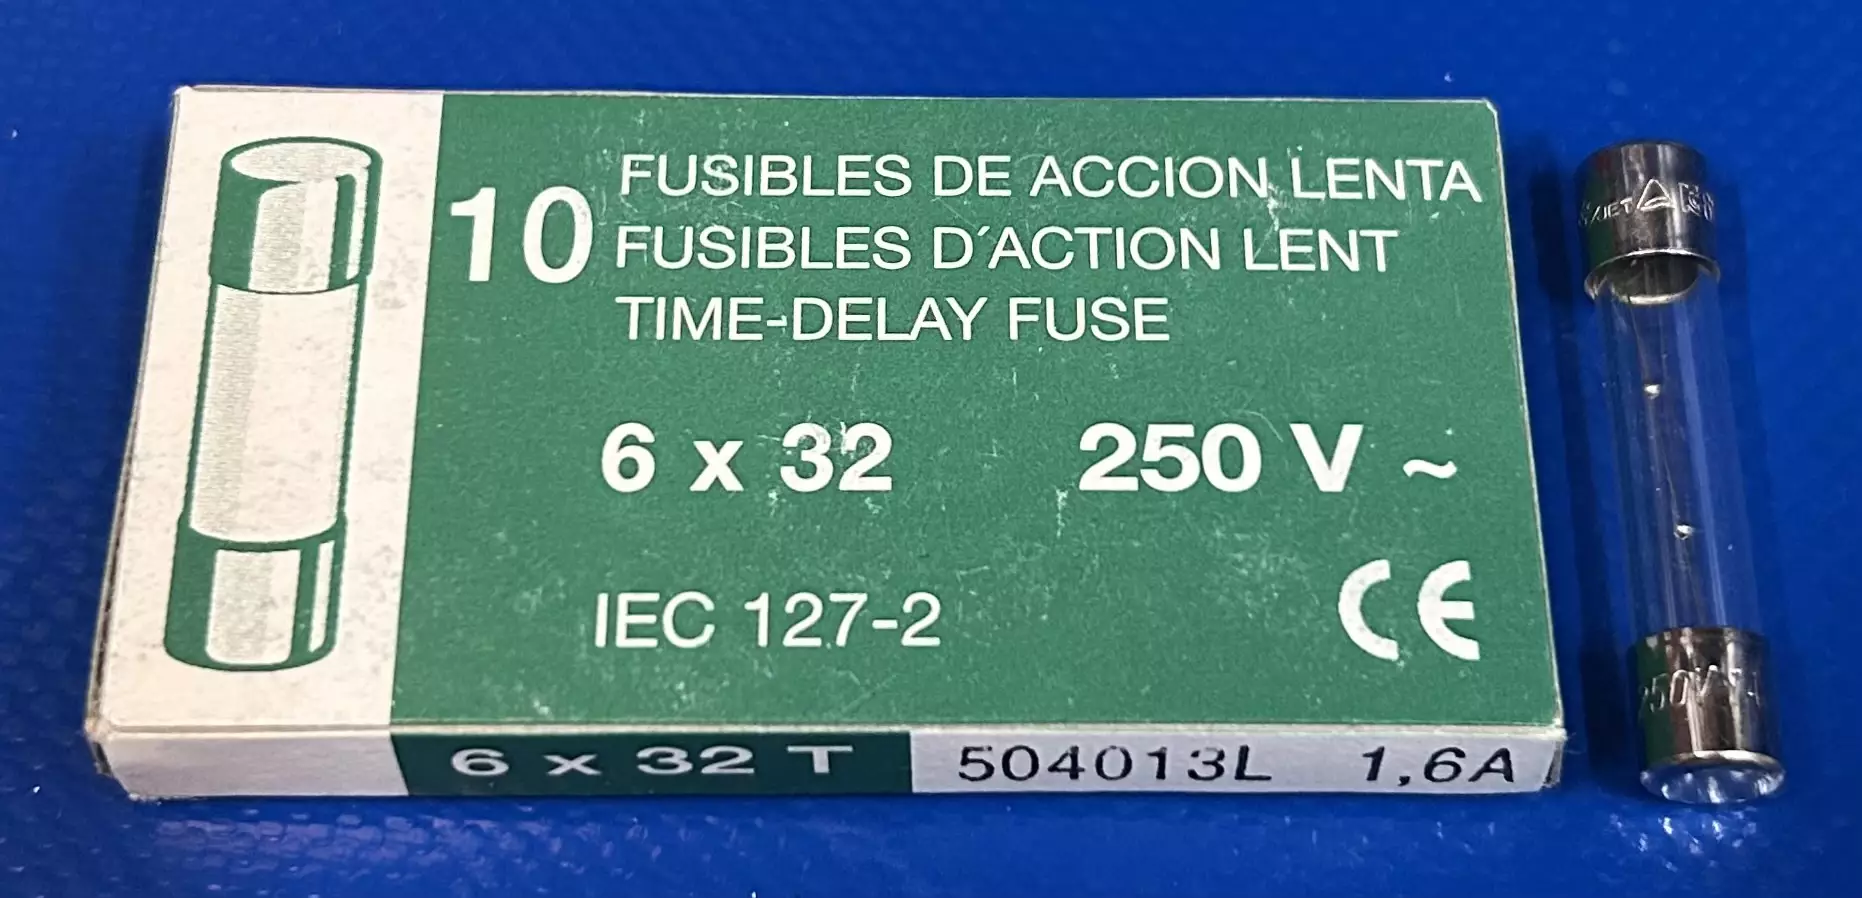 10
FUSIBLES DE ACCION LENTA
FUSIBLES D´ACTION LENT
TIME-DELAY FUSE
6 x 32 250 V ~
IEC 127-2
CE
6 x 32 T 504013L 1,6A
250V